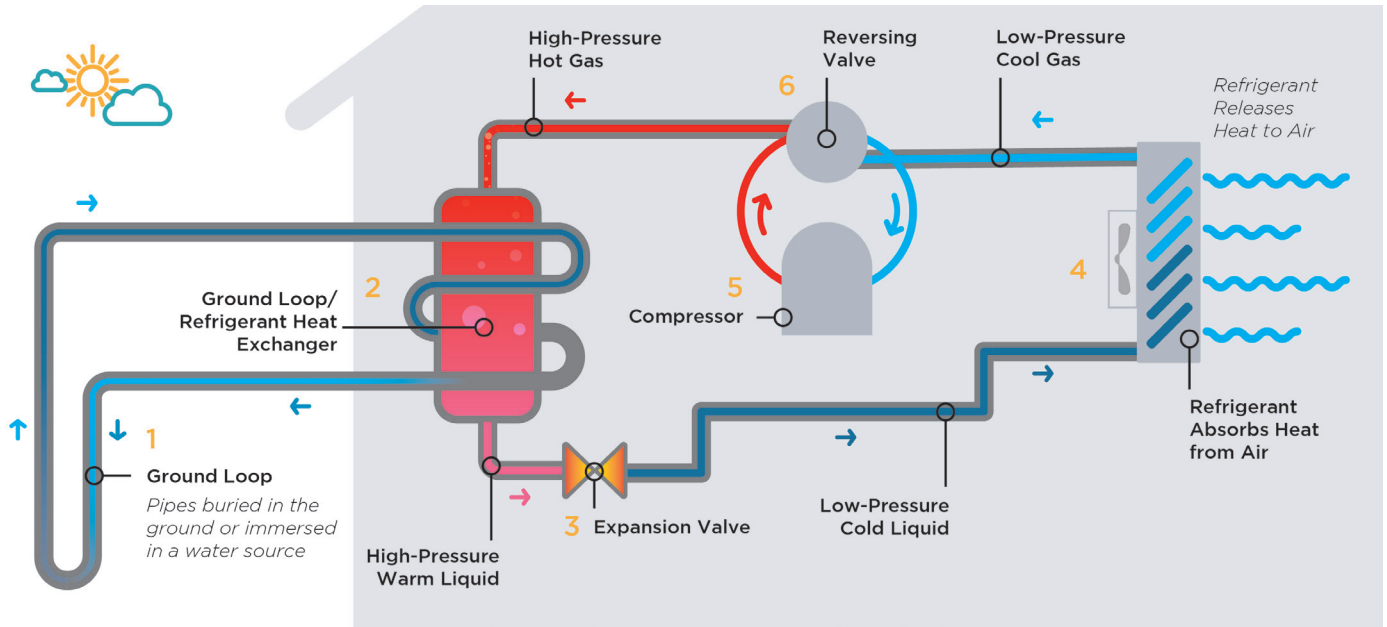 High-Pressure
Hot Gas
Reversing
Valve
Low-Pressure
Cool Gas
Refrigerant
Releases
Heat to Air
6
2
Ground Loop/
Refrigerant Heat
Exchanger
5
Compressor
4
1
Ground Loop
Pipes buried in the
ground or immersed
in a water source
3
Expansion Valve
High-Pressure
Warm Liquid
Low-Pressure
Cold Liquid
Refrigerant
Absorbs Heat
from Air